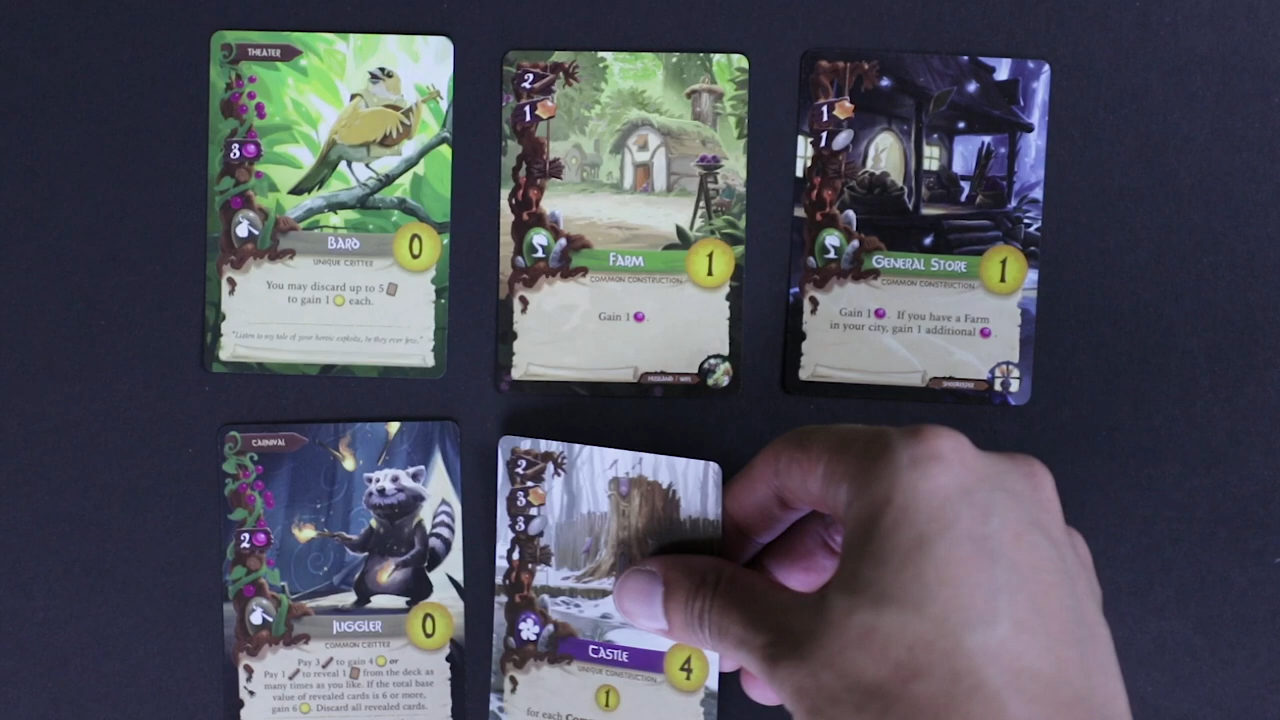 THEATER
3
BARD
0
UNIQUE CRITTER
You may discard up to 5
to gain 1 each.
"Listen to my tale of your heroic exploits, be they ever few."
2
1
FARM
1
COMMON CONSTRUCTION
Gain 1 .
HUSBAND / WIFE
1
1
GENERAL STORE
1
COMMON CONSTRUCTION
Gain 1 . If you have a Farm
in your city, gain 1 additional .
SHOPKEEPER
CARNIVAL
2
JUGGLER
0
COMMON CRITTER
Pay 3 to gain 4 or
Pay 1 to reveal 1 from the deck as
many times as you like. If the total base
value of revealed cards is 6 or more,
gain 6 . Discard all revealed cards.
2
3
3
CASTLE
4
UNIQUE CONSTRUCTION
1
for each